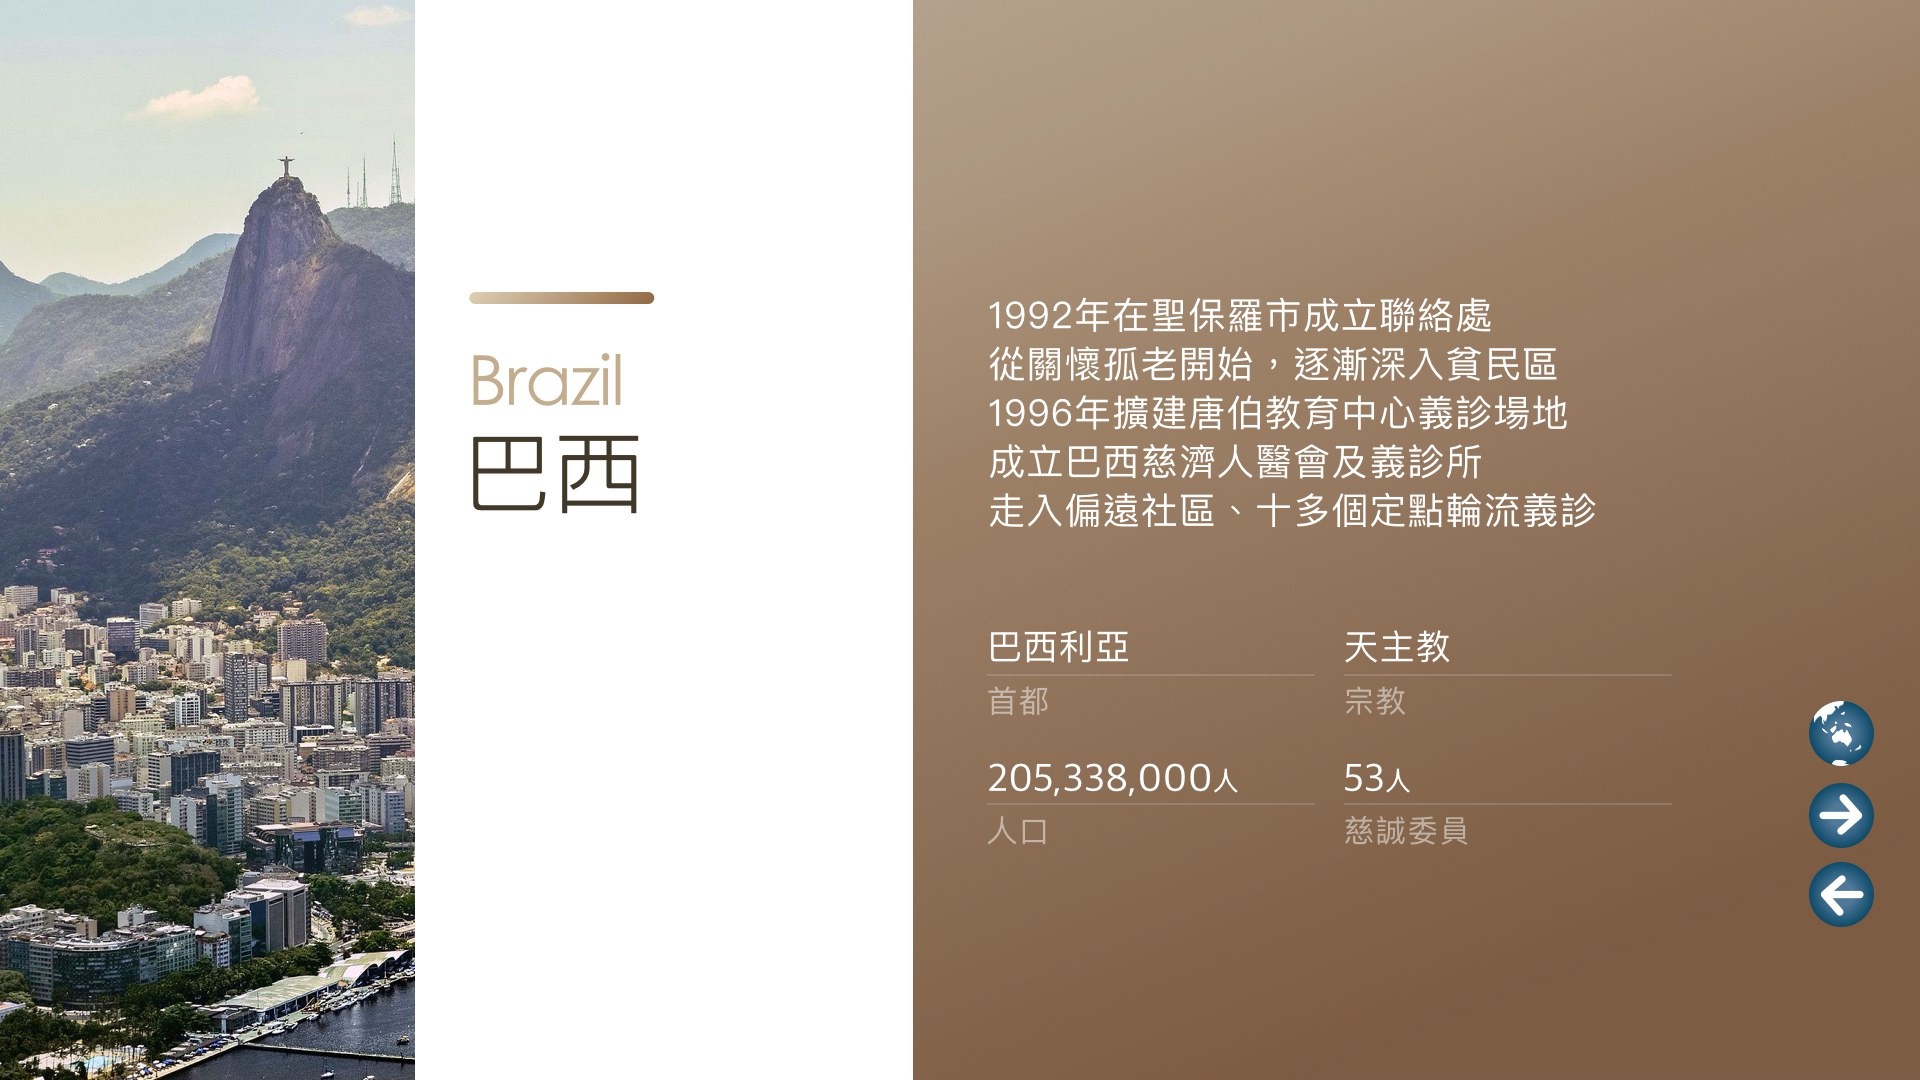 Brazil
巴西
1992年在聖保羅市成立聯絡處
從關懷孤老開始，逐漸深入貧民區
1996年擴建唐伯教育中心義診場地
成立巴西慈濟人醫會及義診所
走入偏遠社區、十多個定點輪流義診
巴西利亞
首都
天主教
宗教
205,338,000人
人口
53人
慈誠委員